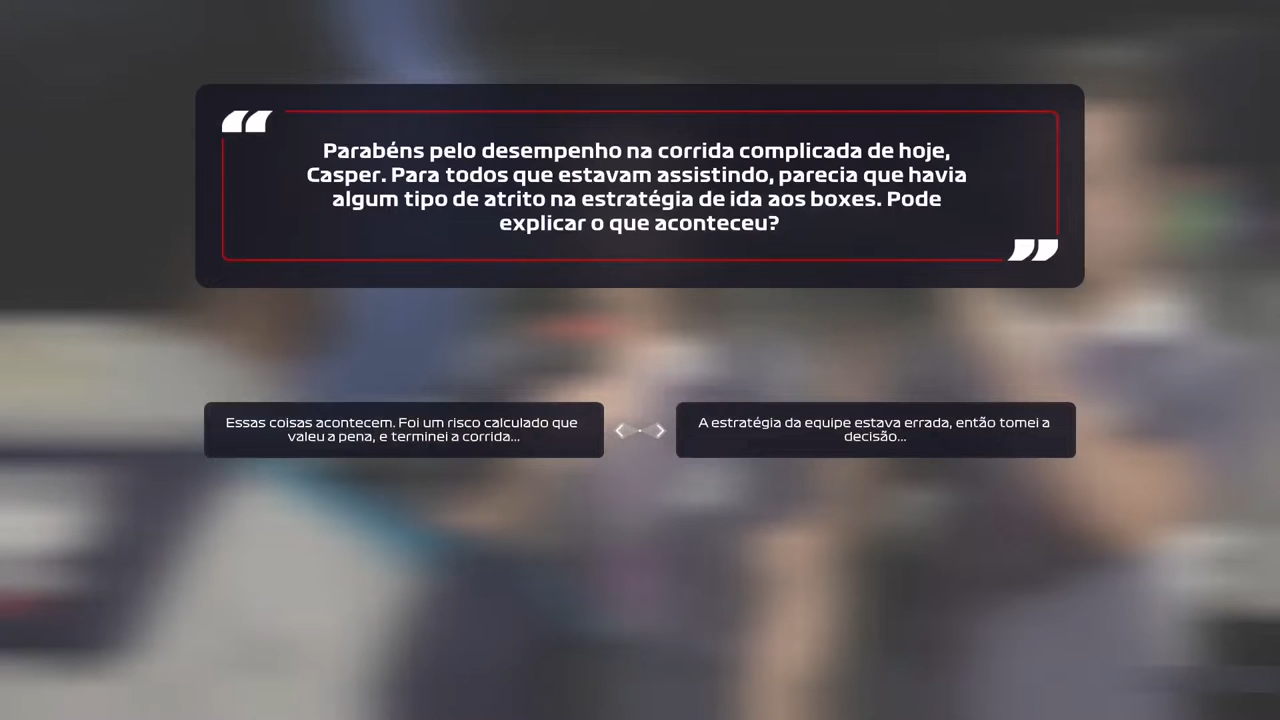 Parabéns pelo desempenho na corrida complicada de hoje,
Casper. Para todos que estavam assistindo, parecia que havia
algum tipo de atrito na estratégia de ida aos boxes. Pode
explicar o que aconteceu?
Essas coisas acontecem. Foi um risco calculado que
valeu a pena, e terminei a corrida...
A estratégia da equipe estava errada, então tomei a
decisão...